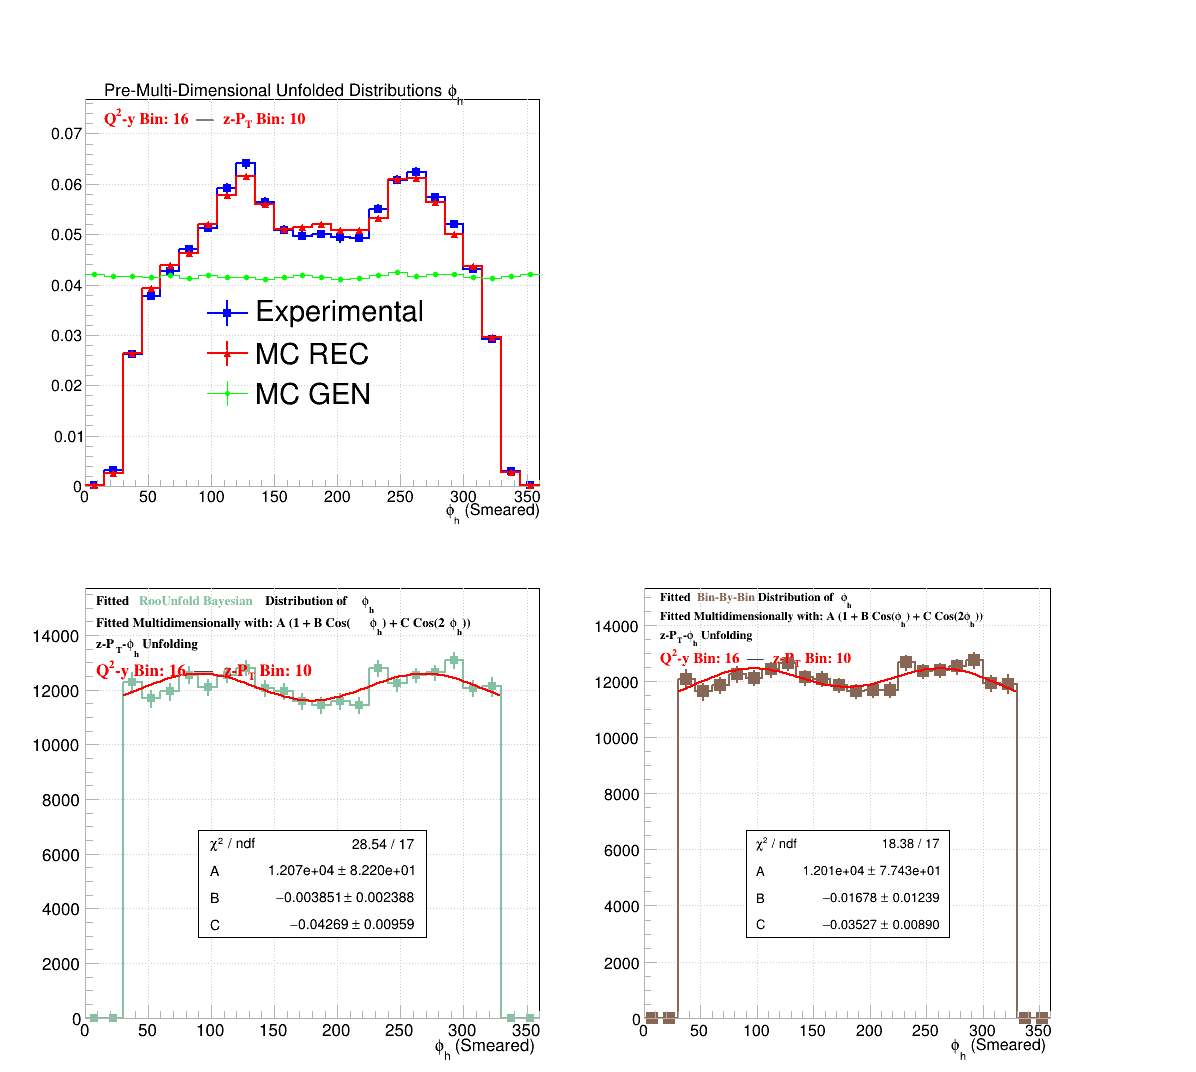 Pre-Multi-Dimensional Unfolded Distributions ϕh
Q2-y Bin: 16 — z-PT Bin: 10
0.07
0.06
0.05
0.04
0.03
0.02
0.01
0
Experimental
MC REC
MC GEN
0 50 100 150 200 250 300 350
ϕh (Smeared)
Fitted RooUnfold Bayesian Distribution of ϕh
Fitted Multidimensionally with: A (1 + B Cos( ϕh) + C Cos(2 ϕh))
z-PT-ϕh Unfolding
Q2-y Bin: 16 — z-PT Bin: 10
14000
12000
10000
8000
6000
4000
2000
0
χ2 / ndf 28.54 / 17
A 1.207e+04 ± 8.220e+01
B −0.003851 ± 0.002388
C −0.04269 ± 0.00959
0 50 100 150 200 250 300 350
ϕh (Smeared)
Fitted Bin-By-Bin Distribution of ϕh
Fitted Multidimensionally with: A (1 + B Cos(ϕh) + C Cos(2ϕh))
z-PT-ϕh Unfolding
Q2-y Bin: 16 — z-PT Bin: 10
14000
12000
10000
8000
6000
4000
2000
0
χ2 / ndf 18.38 / 17
A 1.201e+04 ± 7.743e+01
B −0.01678 ± 0.01239
C −0.03527 ± 0.00890
0 50 100 150 200 250 300 350
ϕh (Smeared)